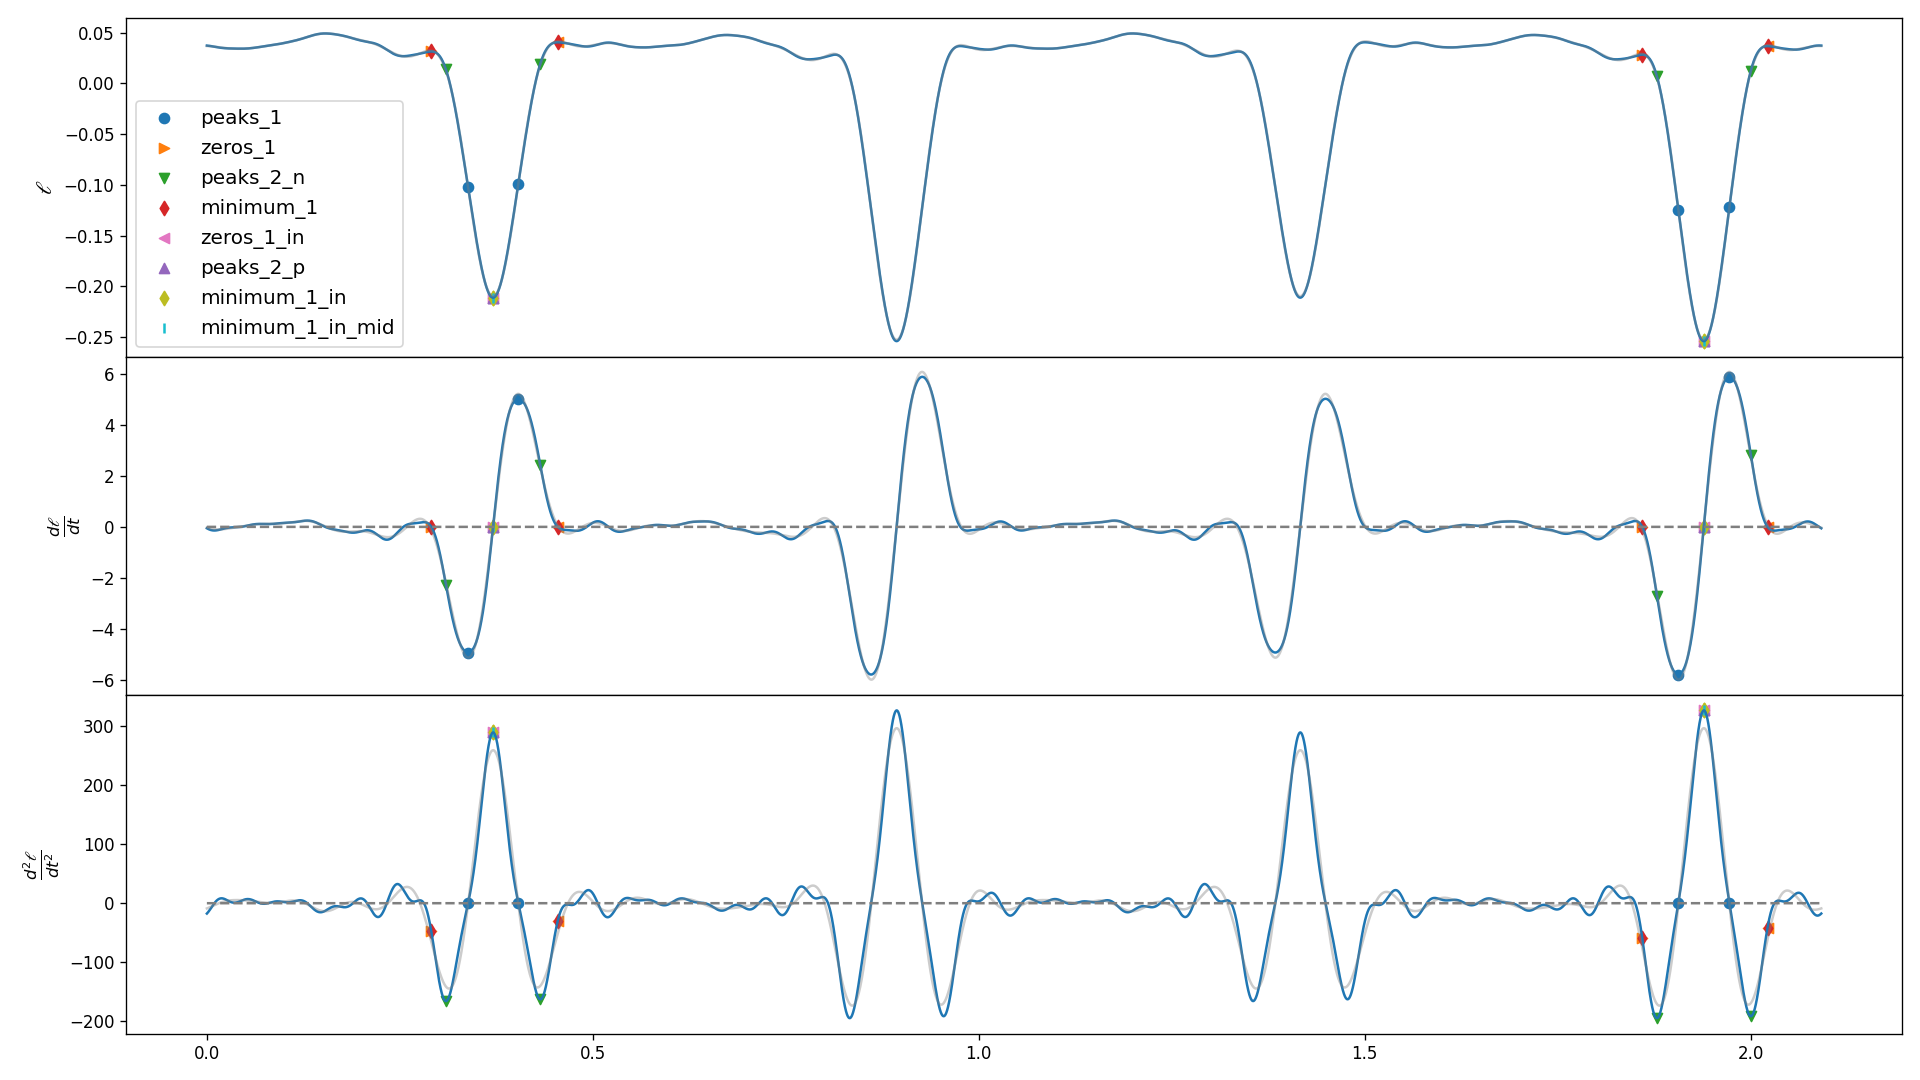 0.05
0.00
−0.05
−0.10
−0.15
−0.20
−0.25
ℓ
peaks_1
zeros_1
peaks_2_n
minimum_1
zeros_1_in
peaks_2_p
minimum_1_in
minimum_1_in_mid
6
4
2
0
−2
−4
−6
dℓ
dt
300
200
100
0
−100
−200
d²ℓ
dt²
0.0 0.5 1.0 1.5 2.0